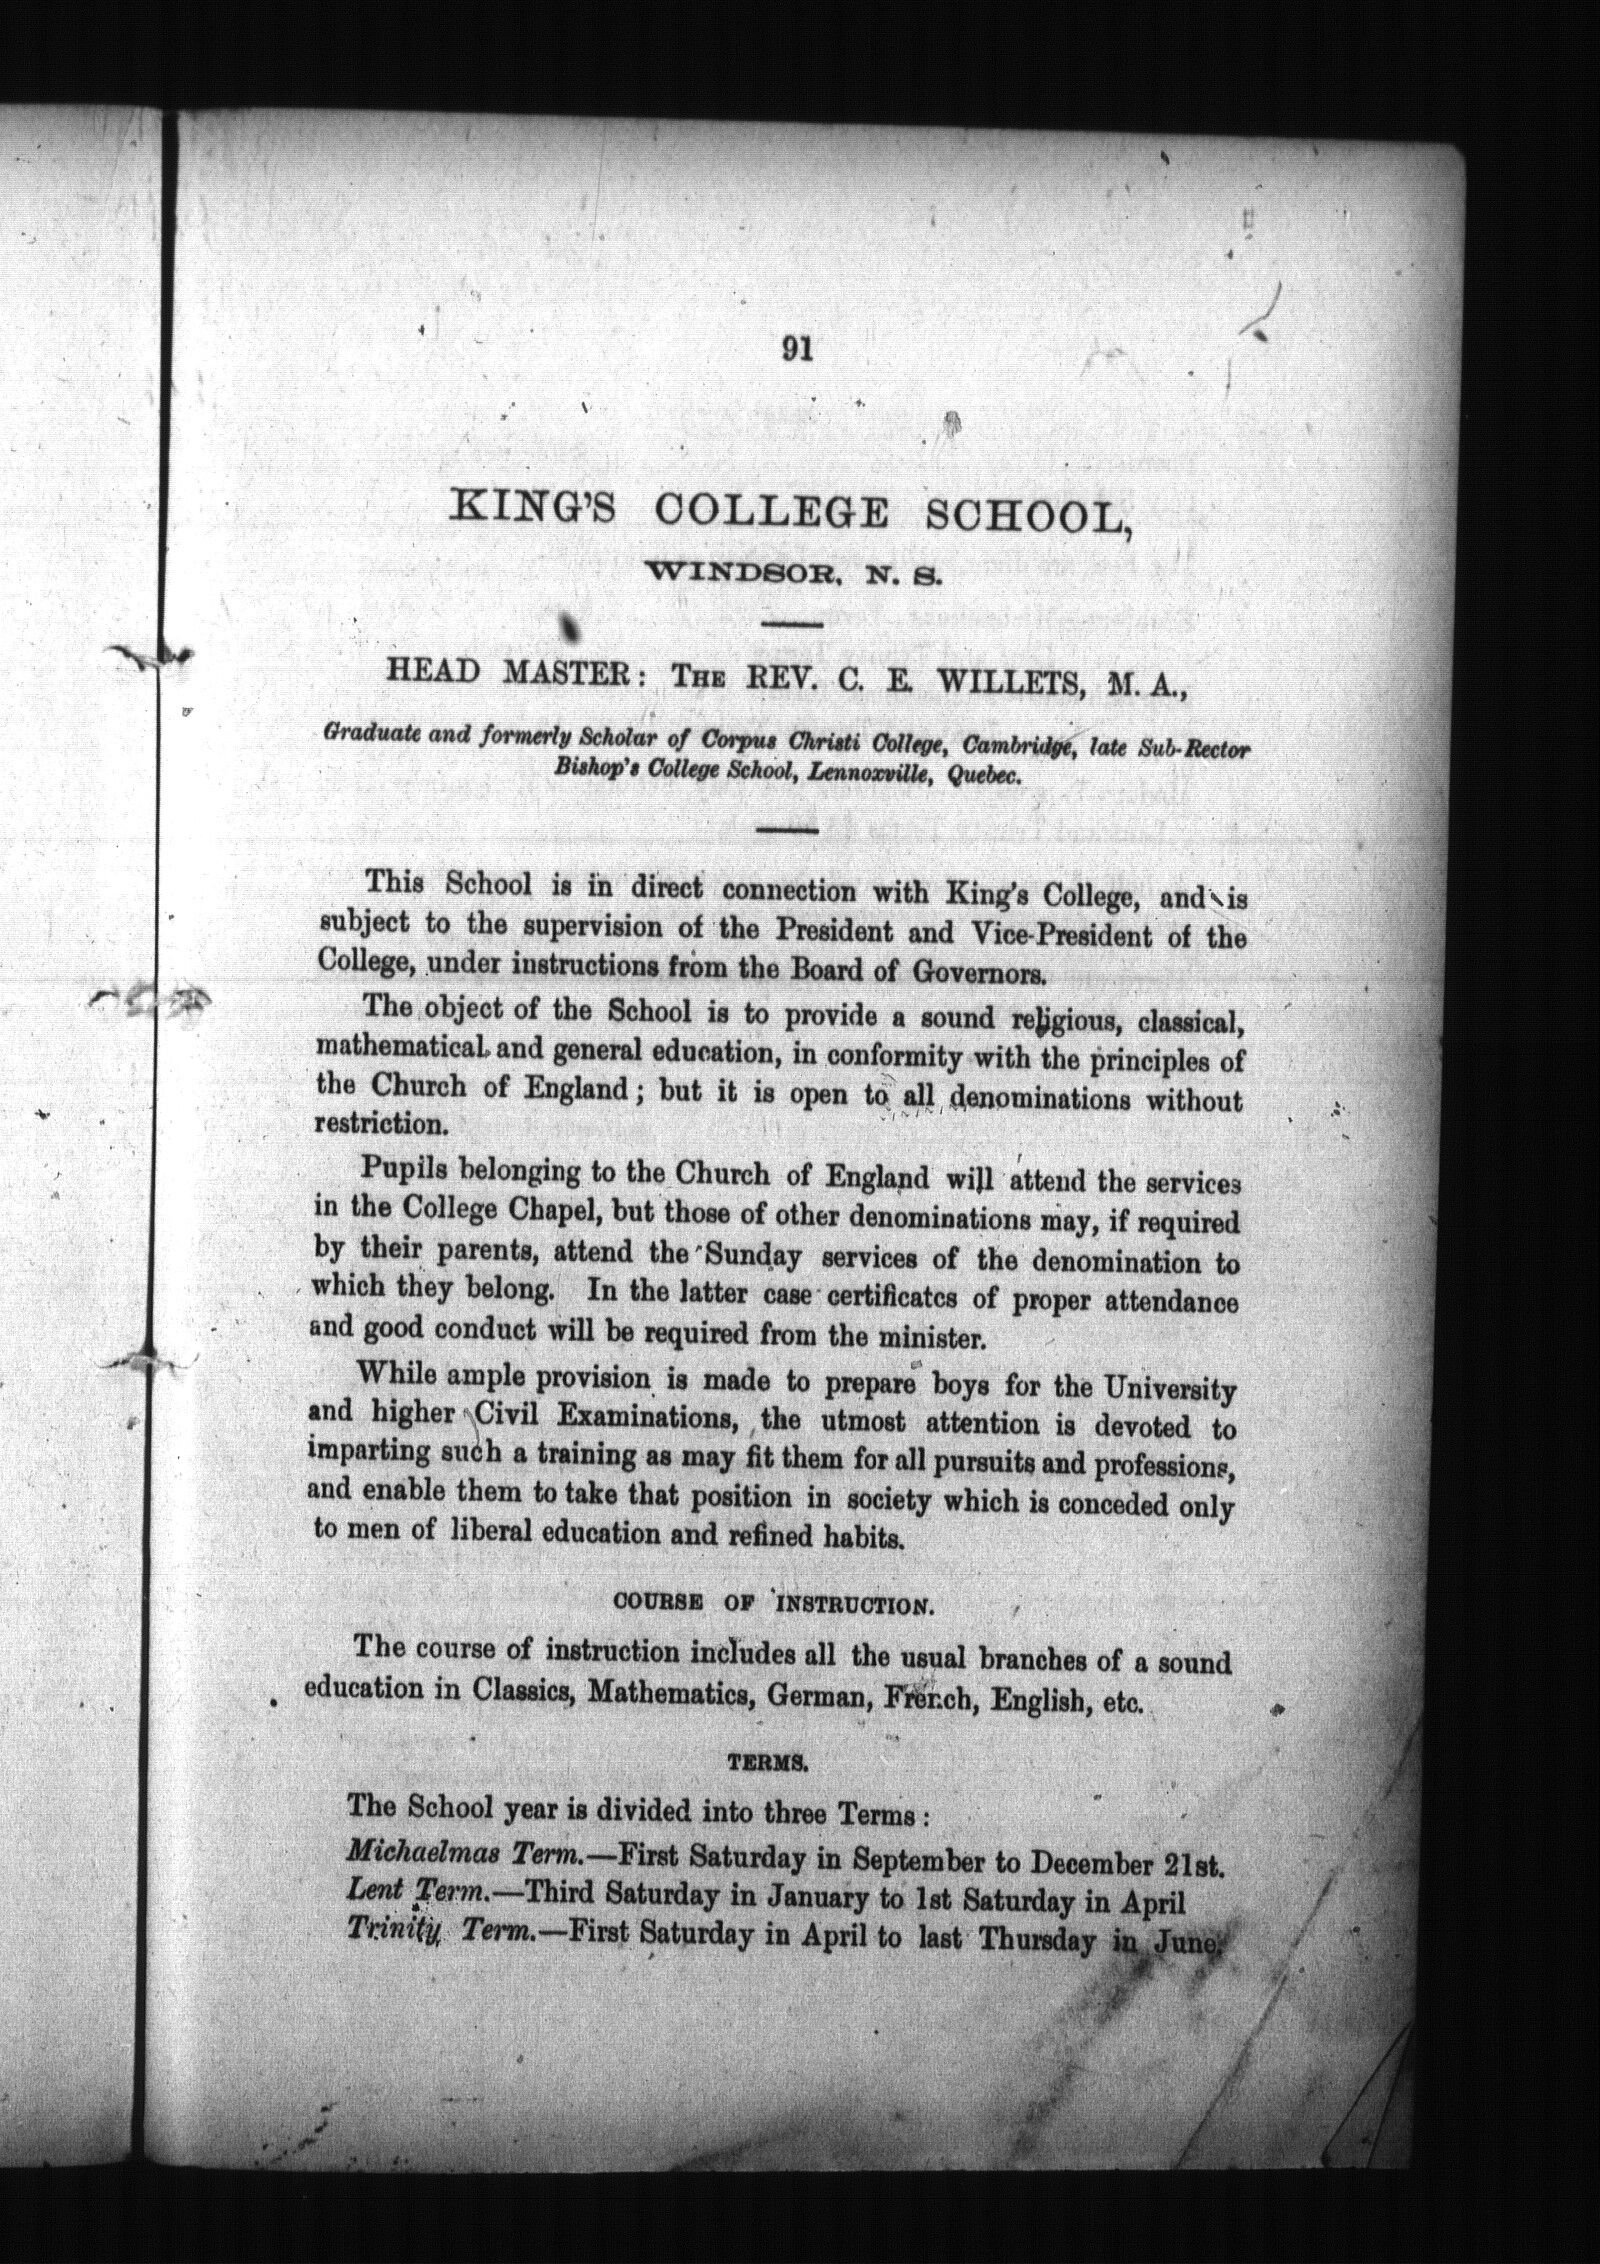 91
KING'S COLLEGE SCHOOL,
WINDSOR, N. S.
HEAD MASTER: THE REV. C. E. WILLETS, M. A.,
Graduate and formerly Scholar of Corpus Christi College, Cambridge, late Sub-Rector
Bishop's College School, Lennoxville, Quebec.
This School is in direct connection with King's College, and is
subject to the supervision of the President and Vice-President of the
College, under instructions from the Board of Governors.
The object of the School is to provide a sound religious, classical,
mathematical and general education, in conformity with the principles of
the Church of England; but it is open to all denominations without
restriction.
Pupils belonging to the Church of England will attend the services
in the College Chapel, but those of other denominations may, if required
by their parents, attend the Sunday services of the denomination to
which they belong. In the latter case certificates of proper attendance
and good conduct will be required from the minister.
While ample provision is made to prepare boys for the University
and higher Civil Examinations, the utmost attention is devoted to
imparting such a training as may fit them for all pursuits and professions,
and enable them to take that position in society which is conceded only
to men of liberal education and refined habits.
COURSE OF INSTRUCTION.
The course of instruction includes all the usual branches of a sound
education in Classics, Mathematics, German, French, English, etc.
TERMS.
The School year is divided into three Terms:
Michaelmas Term.—First Saturday in September to December 21st.
Lent Term.—Third Saturday in January to 1st Saturday in April
Trinity Term.—First Saturday in April to last Thursday in June.